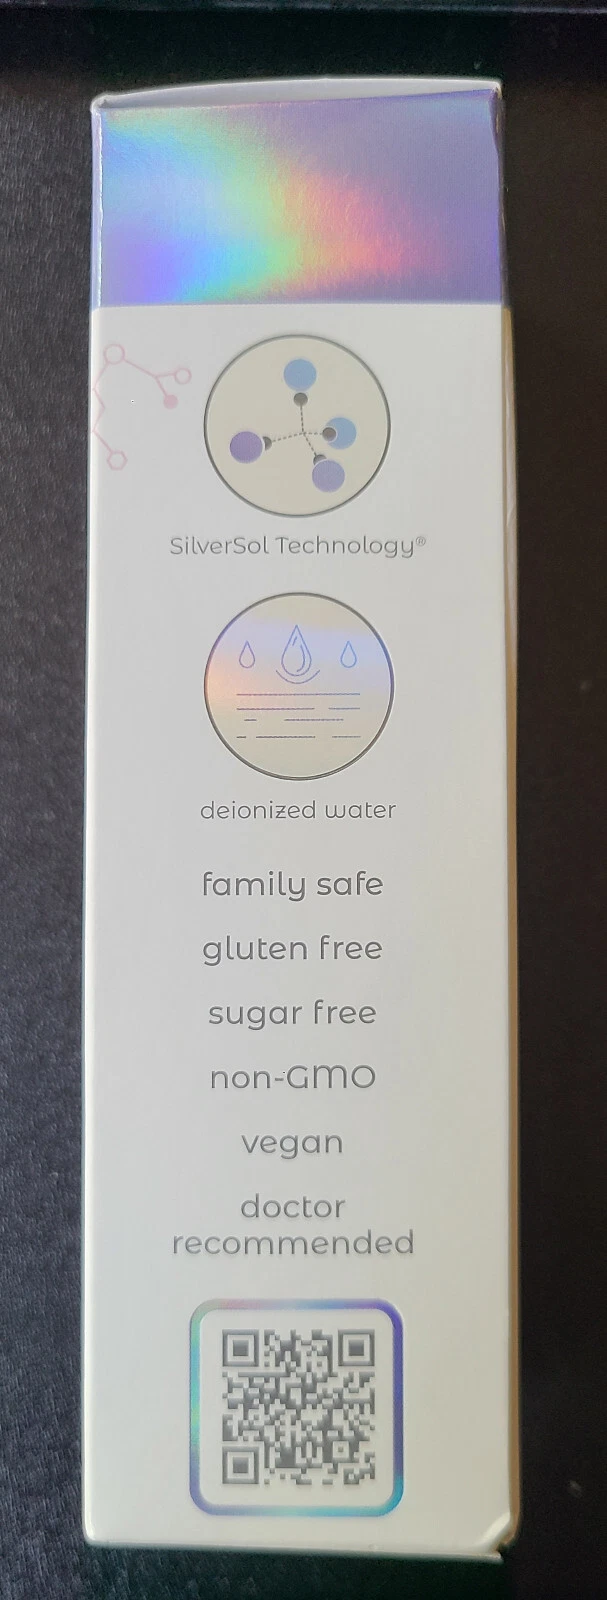 SilverSol Technology®
deionized water
family safe
gluten free
sugar free
non-GMO
vegan
doctor
recommended